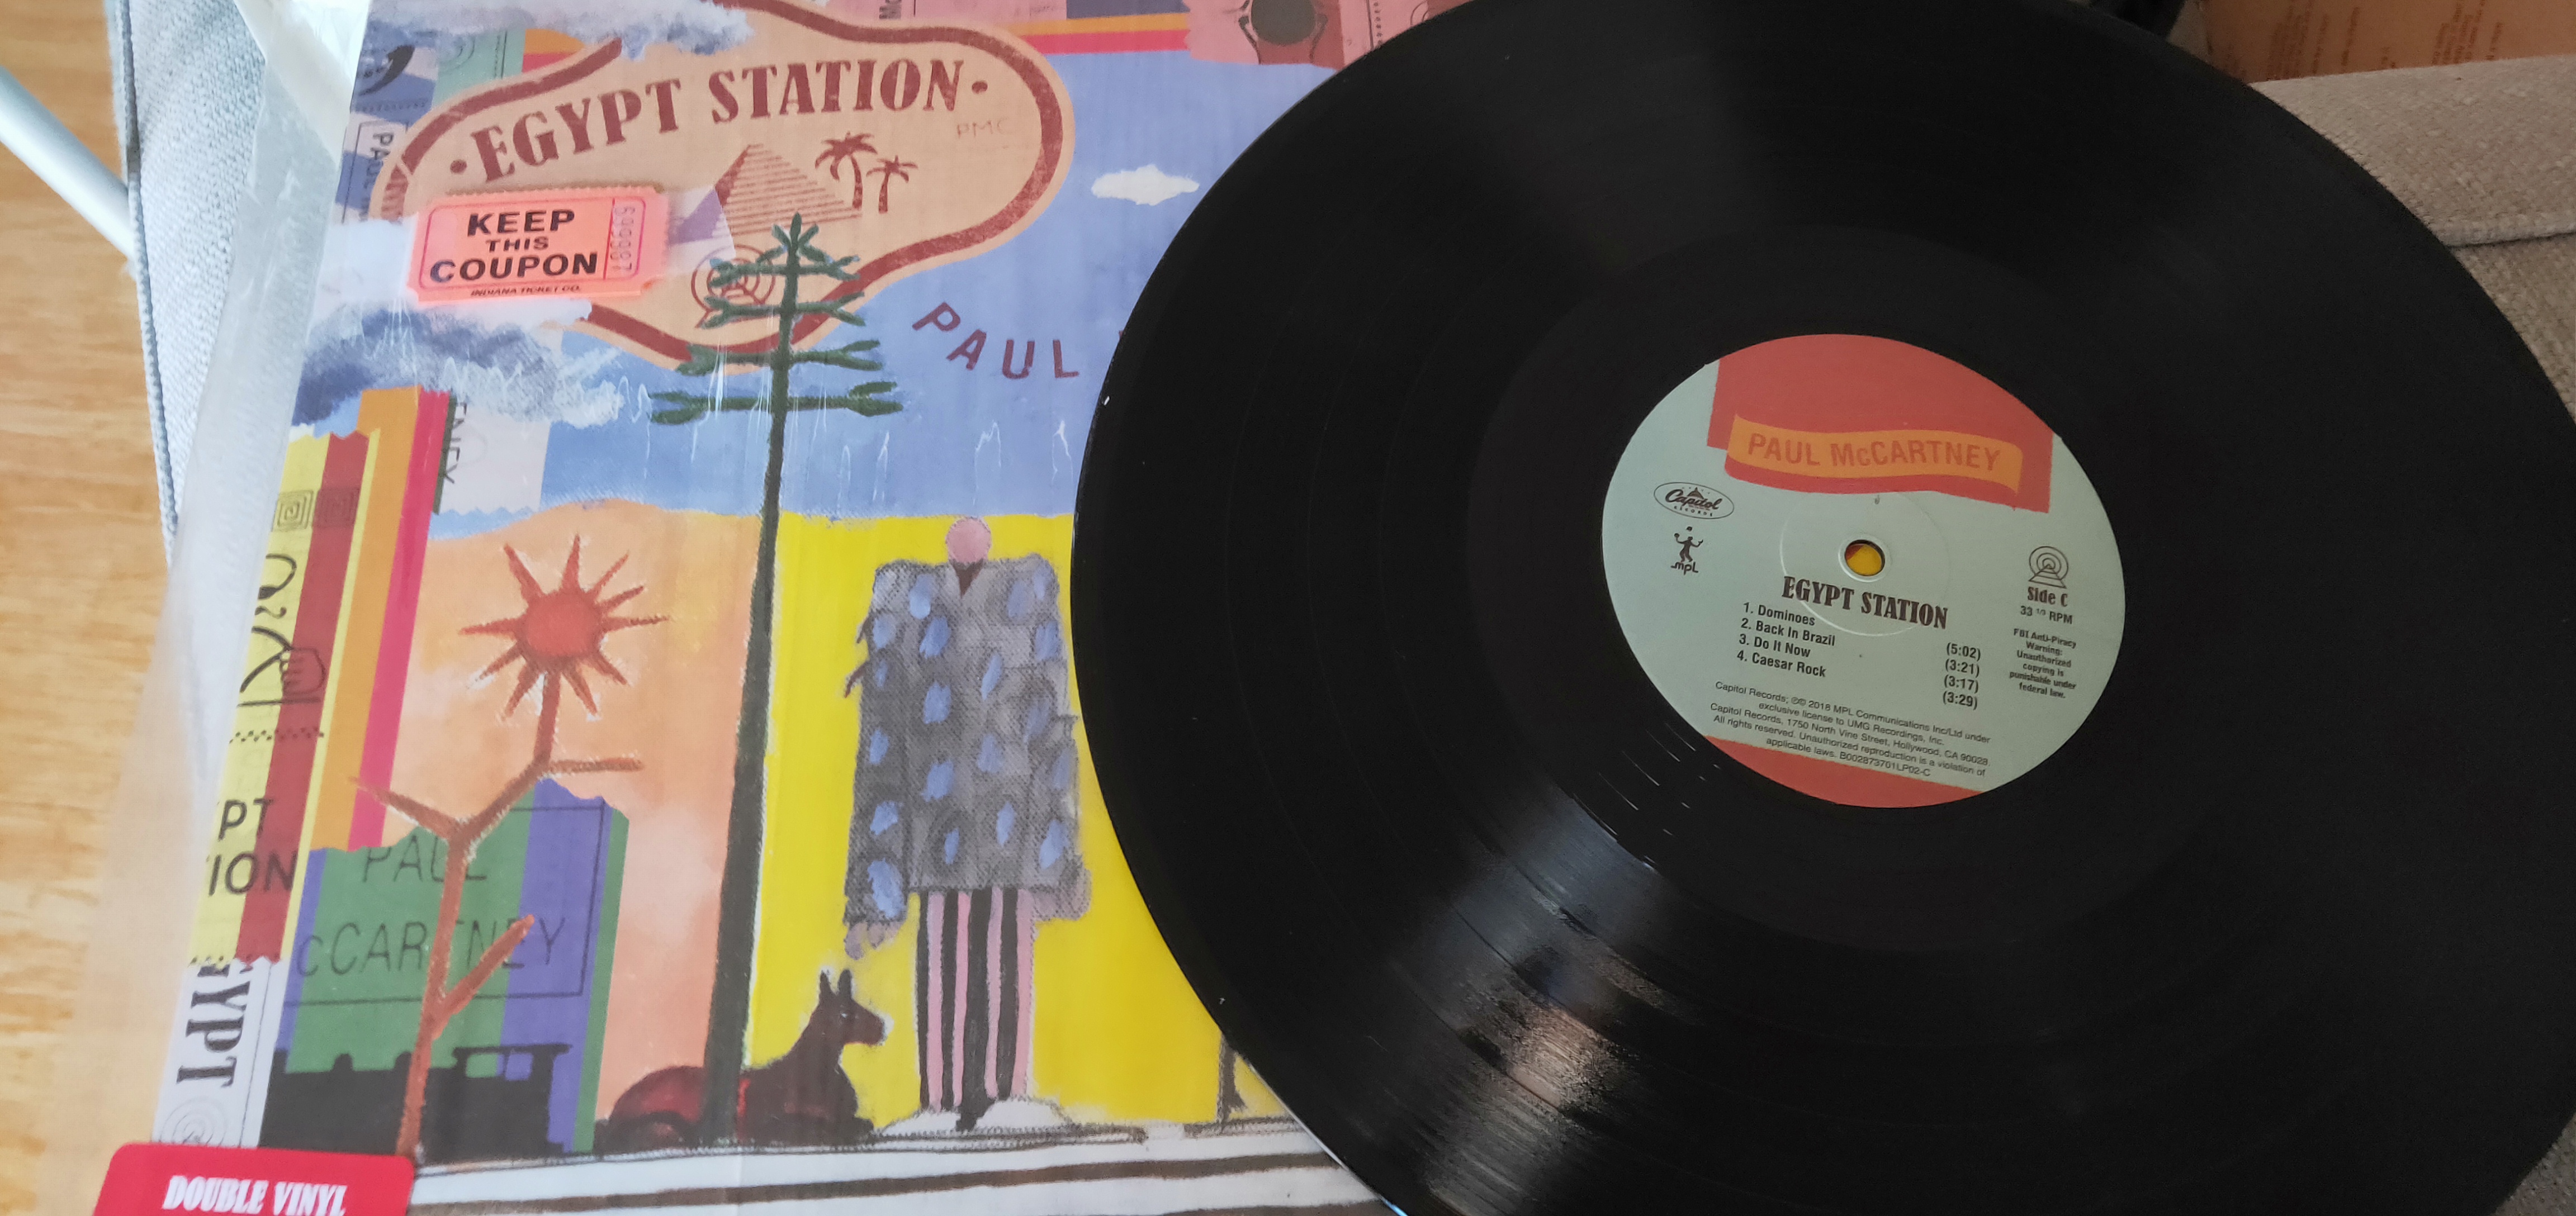 EGYPT STATION
PMC
KEEP
THIS
COUPON
699987
INDIANA TICKET CO.
PAUL
DOUBLE VINYL
PT
ION
PAUL
cCARTNEY
YPT
PAUL McCARTNEY
Capitol
RECORDS
mpl
EGYPT STATION
Side C
33 1/3 RPM
1. Dominoes (5:02)
2. Back In Brazil (3:21)
3. Do It Now (3:17)
4. Caesar Rock (3:29)
FBI Anti-Piracy
Warning:
Unauthorized
copying is
punishable under
federal law.
Capitol Records; ℗© 2018 MPL Communications Inc/Ltd under
exclusive license to UMG Recordings, Inc.
Capitol Records, 1750 North Vine Street, Hollywood, CA 90028.
All rights reserved. Unauthorized reproduction is a violation of
applicable laws. B002873701LP02-C